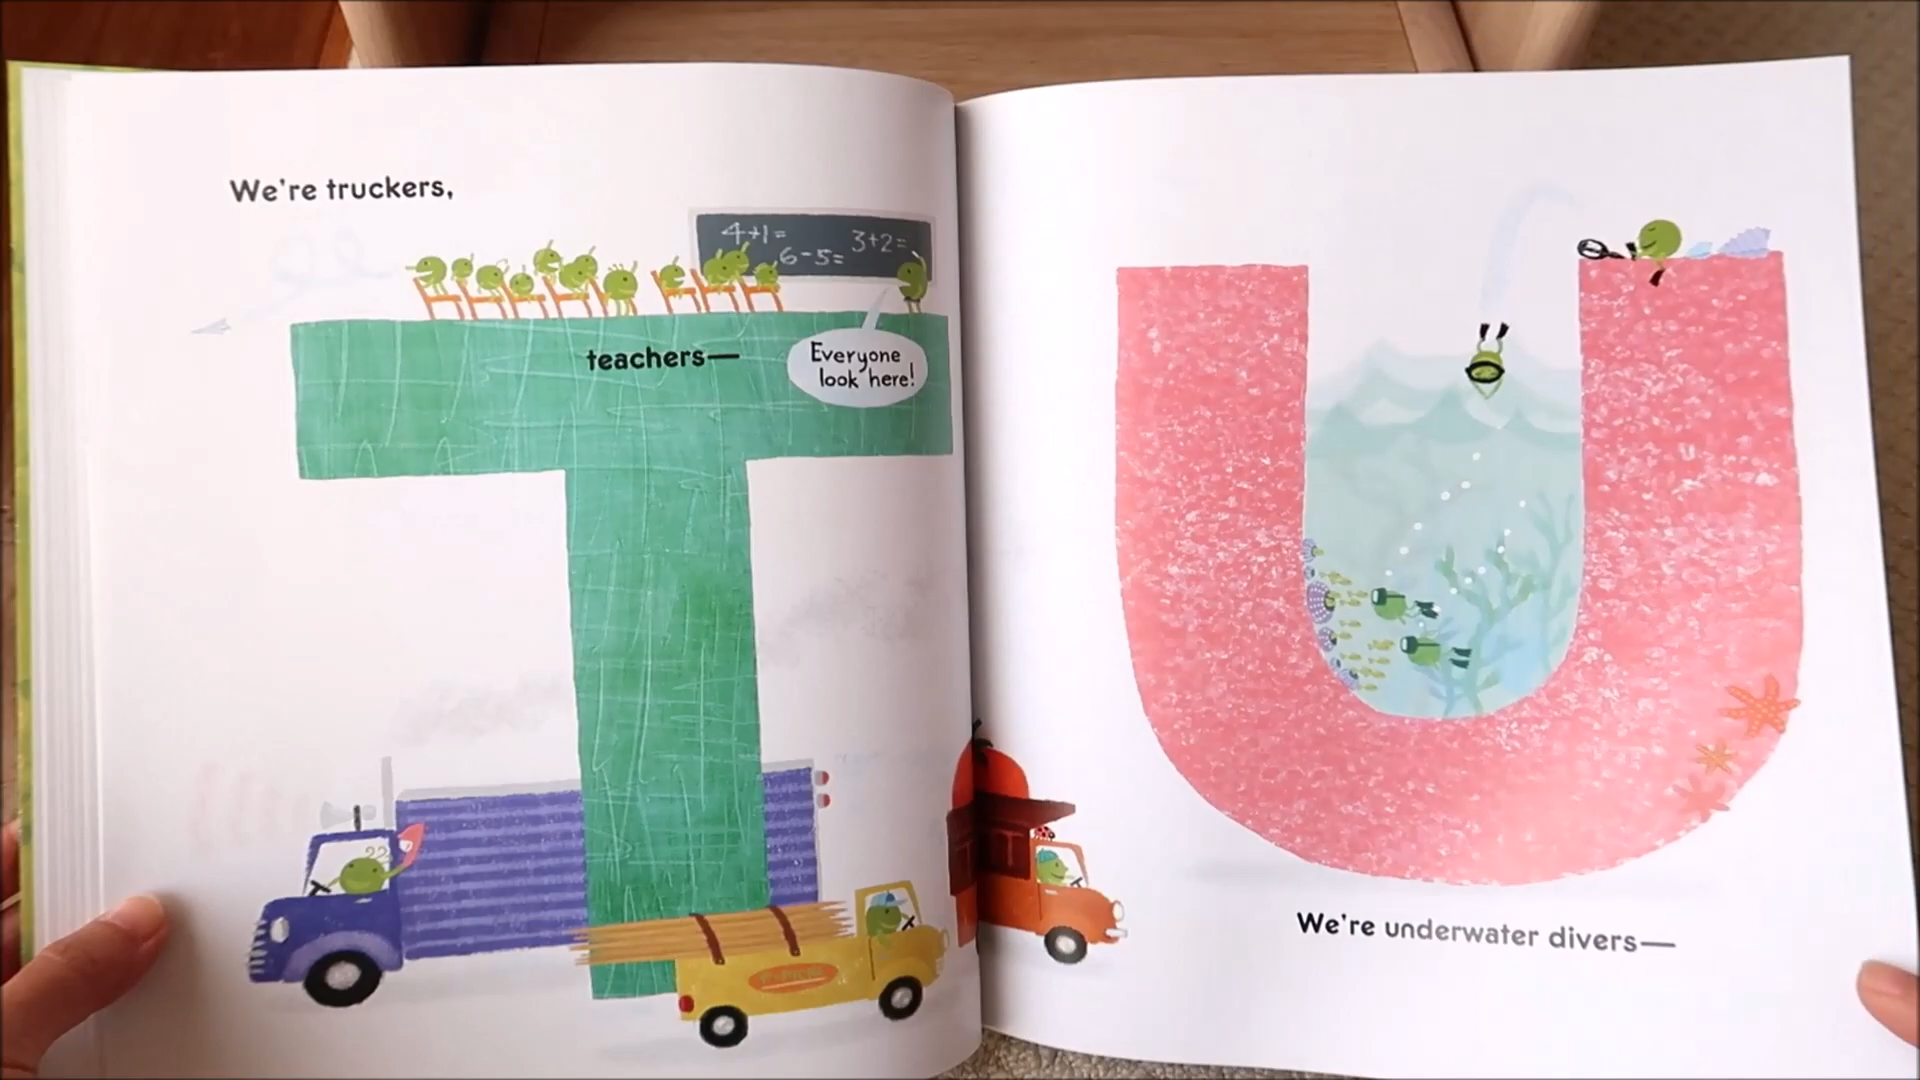 We're truckers,
4+1=
3+2=
6-5=
teachers—
Everyone
look here!
T
U
We're underwater divers—